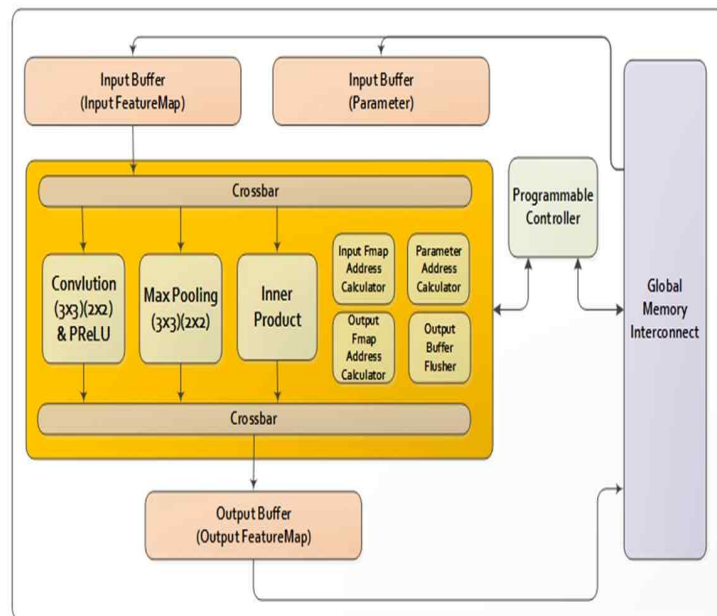 Input Buffer
(Input FeatureMap)
Input Buffer
(Parameter)
Crossbar
Programmable
Controller
Global
Memory
Interconnect
Convlution
(3x3)(2x2)
& PReLU
Max Pooling
(3x3)(2x2)
Inner
Product
Input Fmap
Address
Calculator
Parameter
Address
Calculator
Output
Fmap
Address
Calculator
Output
Buffer
Flusher
Crossbar
Output Buffer
(Output FeatureMap)